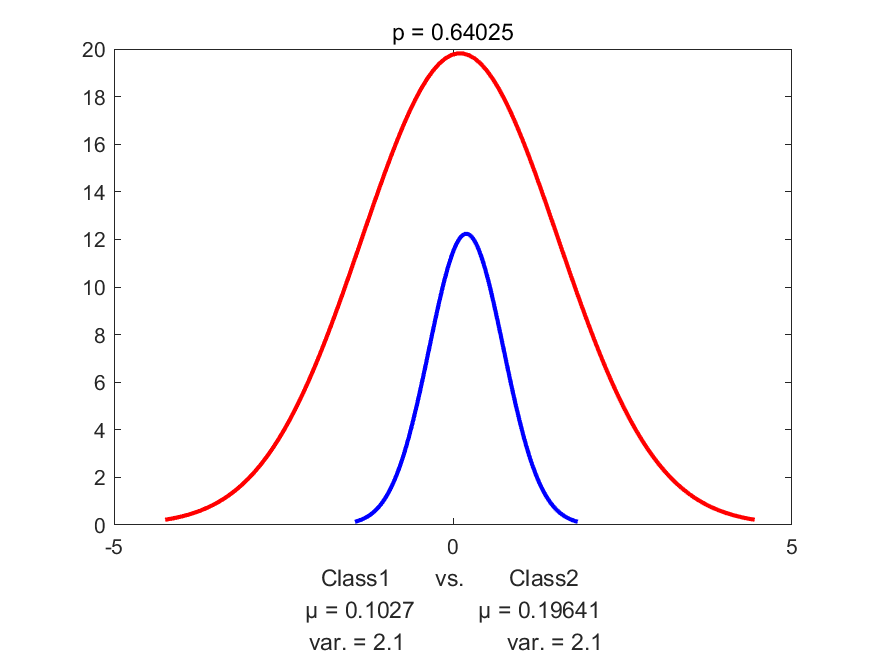 p = 0.64025
20
18
16
14
12
10
8
6
4
2
0
-5 0 5
Class1 vs. Class2
μ = 0.1027 μ = 0.19641
var. = 2.1 var. = 2.1